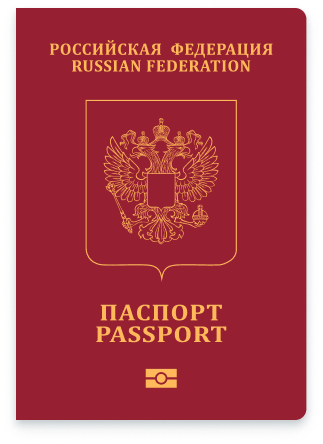 РОССИЙСКАЯ ФЕДЕРАЦИЯ
RUSSIAN FEDERATION
ПАСПОРТ
PASSPORT